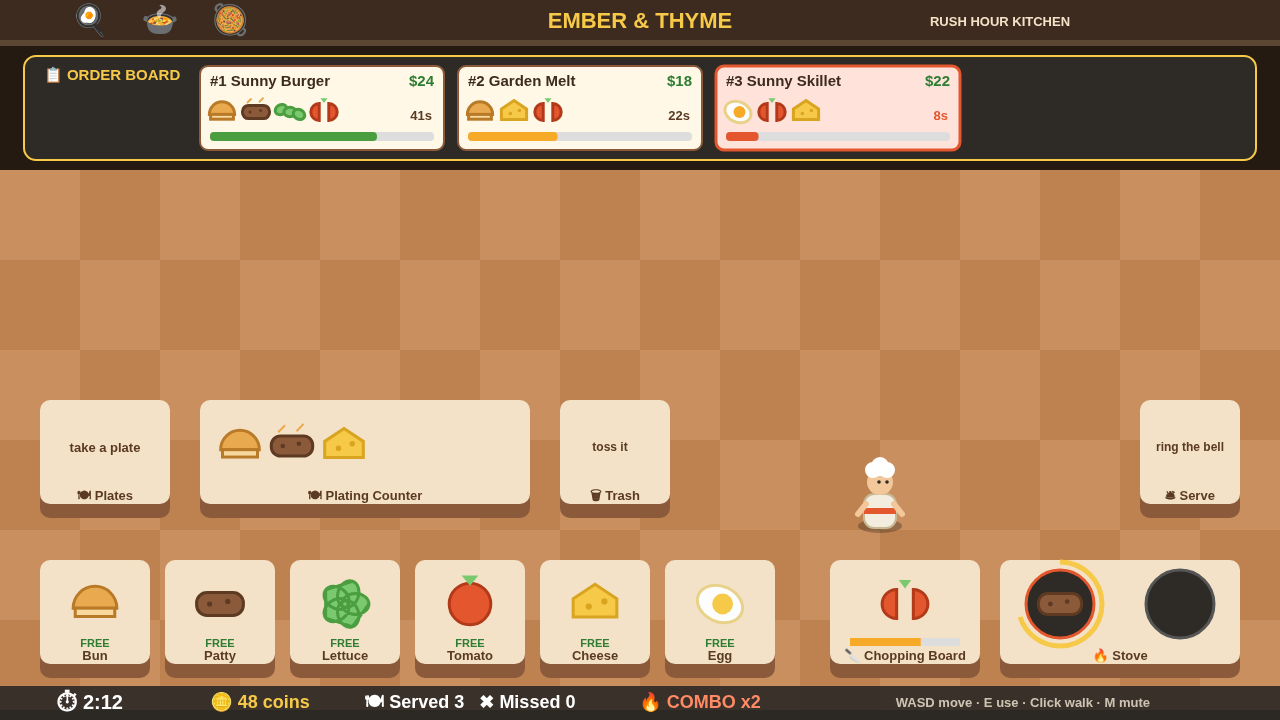 EMBER & THYME
RUSH HOUR KITCHEN
ORDER BOARD
#1 Sunny Burger $24
41s
#2 Garden Melt $18
22s
#3 Sunny Skillet $22
8s
take a plate
Plates
Plating Counter
toss it
Trash
ring the bell
Serve
FREE
Bun
FREE
Patty
FREE
Lettuce
FREE
Tomato
FREE
Cheese
FREE
Egg
Chopping Board
Stove
2:12
48 coins
Served 3
Missed 0
COMBO x2
WASD move · E use · Click walk · M mute